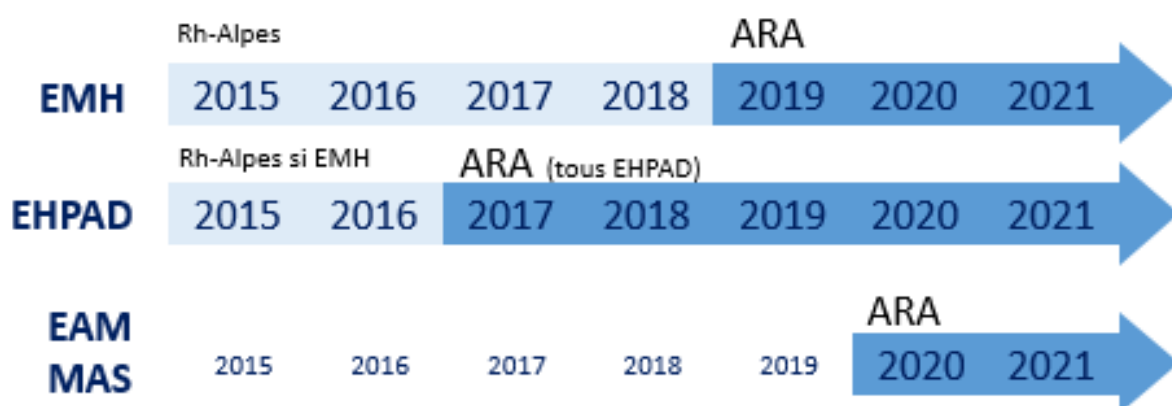 Rh-Alpes ARA
EMH 2015 2016 2017 2018 2019 2020 2021
Rh-Alpes si EMH ARA (tous EHPAD)
EHPAD 2015 2016 2017 2018 2019 2020 2021
ARA
EAM
MAS 2015 2016 2017 2018 2019 2020 2021